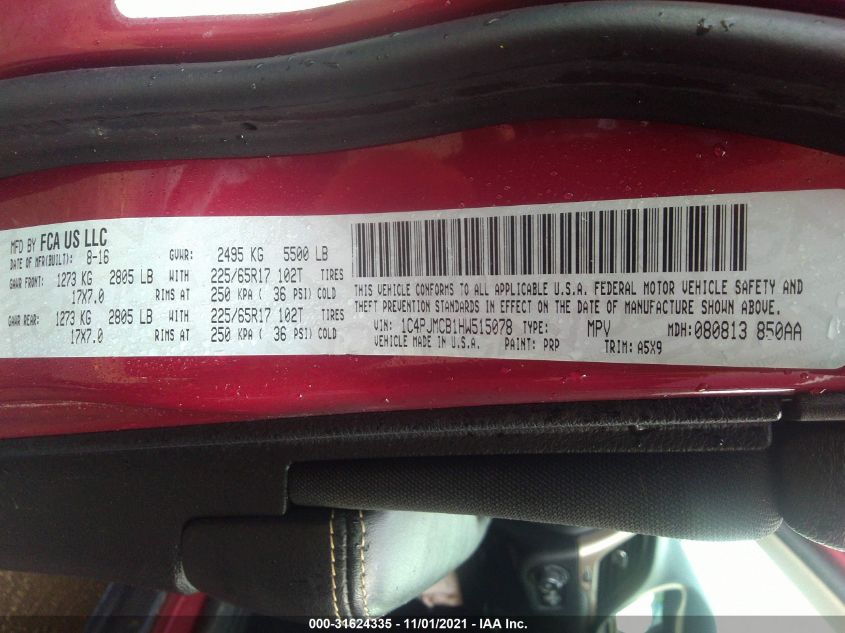 MFD BY FCA US LLC
DATE OF MFR(BUILT): 8-16 GVWR: 2495 KG 5500 LB
GAWR FRONT: 1273 KG 2805 LB WITH 225/65R17 102T TIRES
17X7.0 RIMS AT 250 KPA ( 36 PSI) COLD
GAWR REAR: 1273 KG 2805 LB WITH 225/65R17 102T TIRES
17X7.0 RIMS AT 250 KPA ( 36 PSI) COLD
THIS VEHICLE CONFORMS TO ALL APPLICABLE U.S.A. FEDERAL MOTOR VEHICLE SAFETY AND
THEFT PREVENTION STANDARDS IN EFFECT ON THE DATE OF MANUFACTURE SHOWN ABOVE.
VIN: 1C4PJMCB1HW515078 TYPE: MPV MDH: 080813 850AA
VEHICLE MADE IN U.S.A. PAINT: PRP TRIM: A5X9
000-31624335 - 11/01/2021 - IAA Inc.